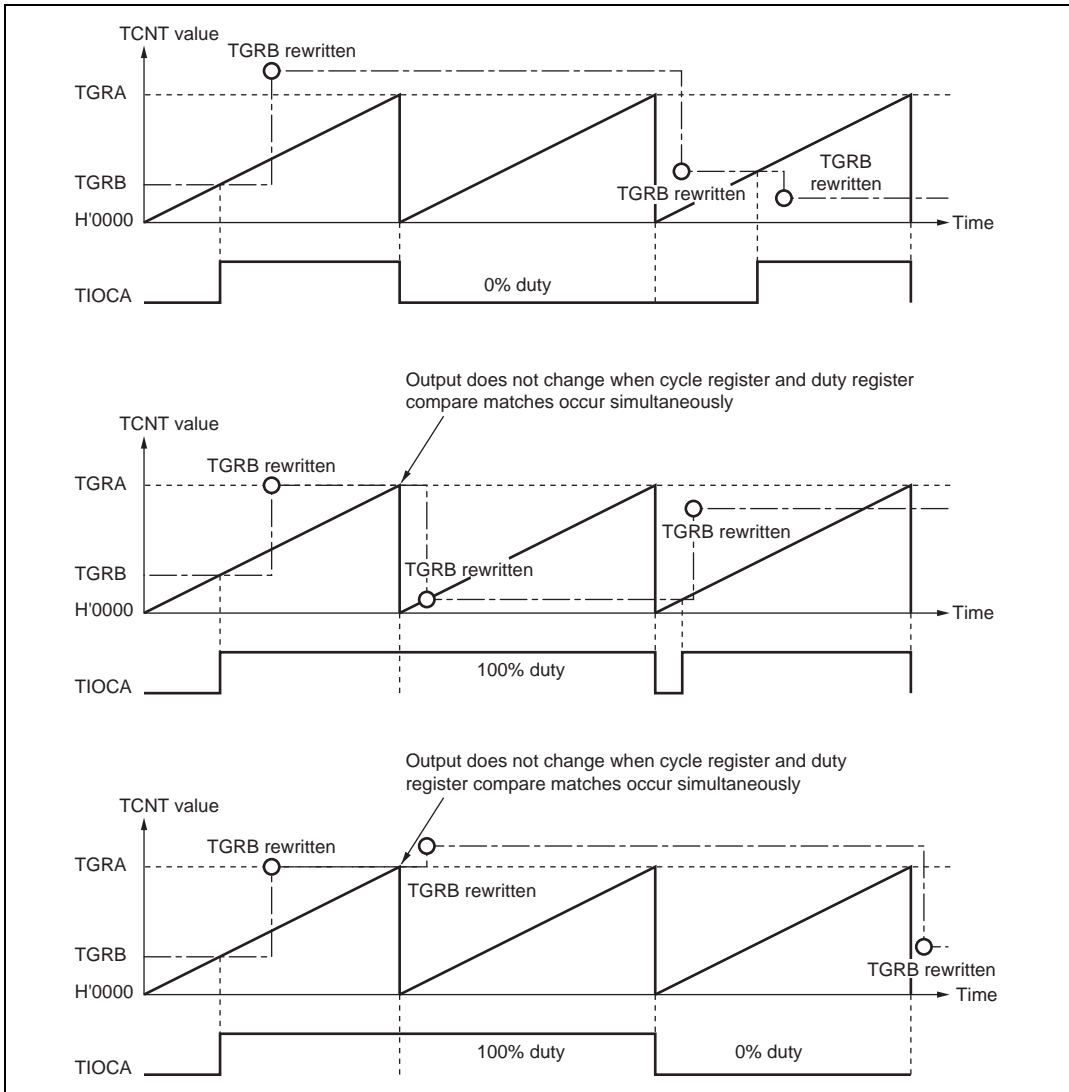 TCNT value
TGRB rewritten
TGRA
TGRB
rewritten
TGRB
TGRB rewritten
H'0000
Time
0% duty
TIOCA
Output does not change when cycle register and duty register
compare matches occur simultaneously
TCNT value
TGRB rewritten
TGRA
TGRB rewritten
TGRB
TGRB rewritten
H'0000
Time
100% duty
TIOCA
Output does not change when cycle register and duty
register compare matches occur simultaneously
TCNT value
TGRB rewritten
TGRA
TGRB rewritten
TGRB
TGRB rewritten
H'0000
Time
100% duty
0% duty
TIOCA